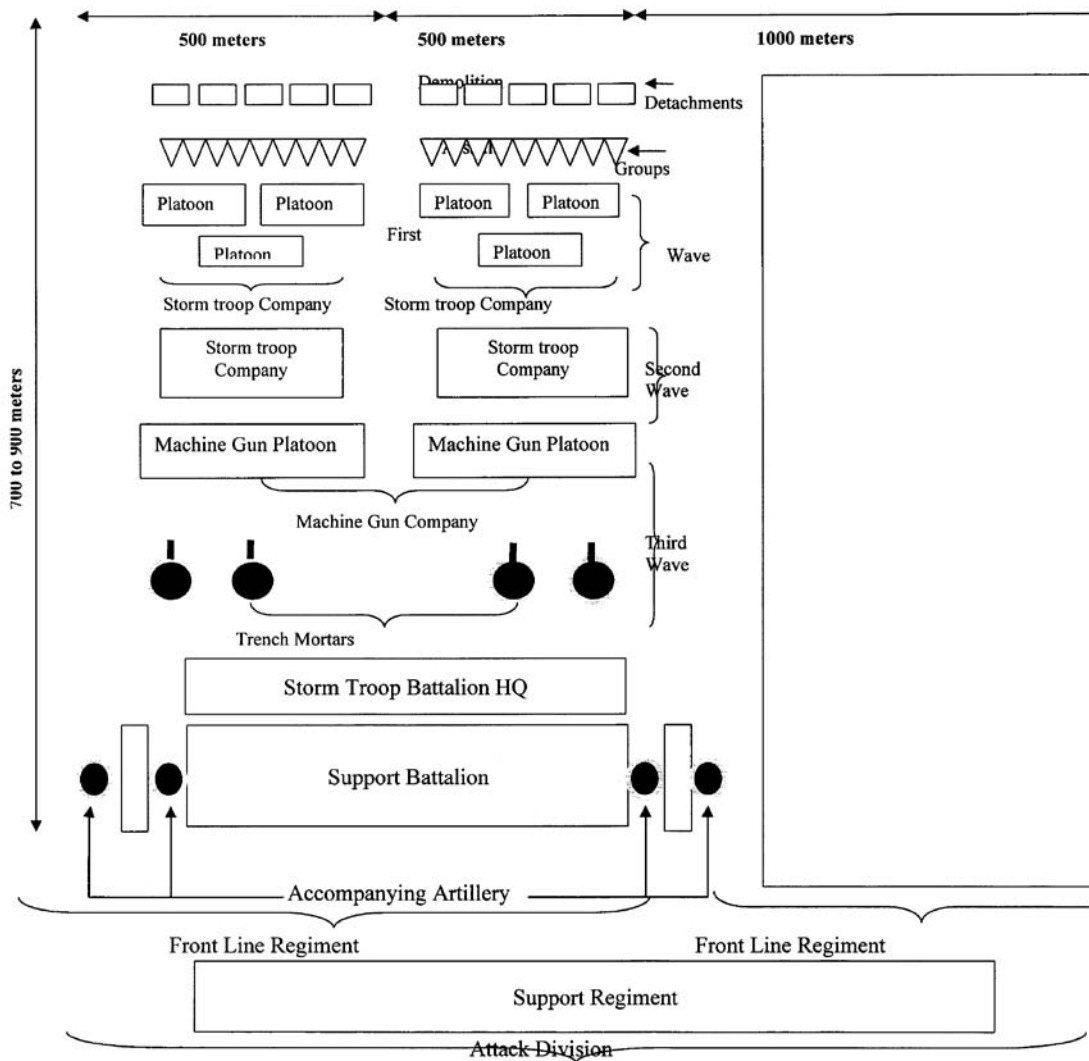 500 meters
500 meters
1000 meters
Demolition
Detachments
Groups
Platoon
Platoon
Platoon
Platoon
First
Platoon
Platoon
Wave
Storm troop Company
Storm troop Company
Storm troop
Company
Storm troop
Company
Second
Wave
Machine Gun Platoon
Machine Gun Platoon
Machine Gun Company
Third
Wave
Trench Mortars
700 to 900 meters
Storm Troop Battalion HQ
Support Battalion
Accompanying Artillery
Front Line Regiment
Front Line Regiment
Support Regiment
Attack Division